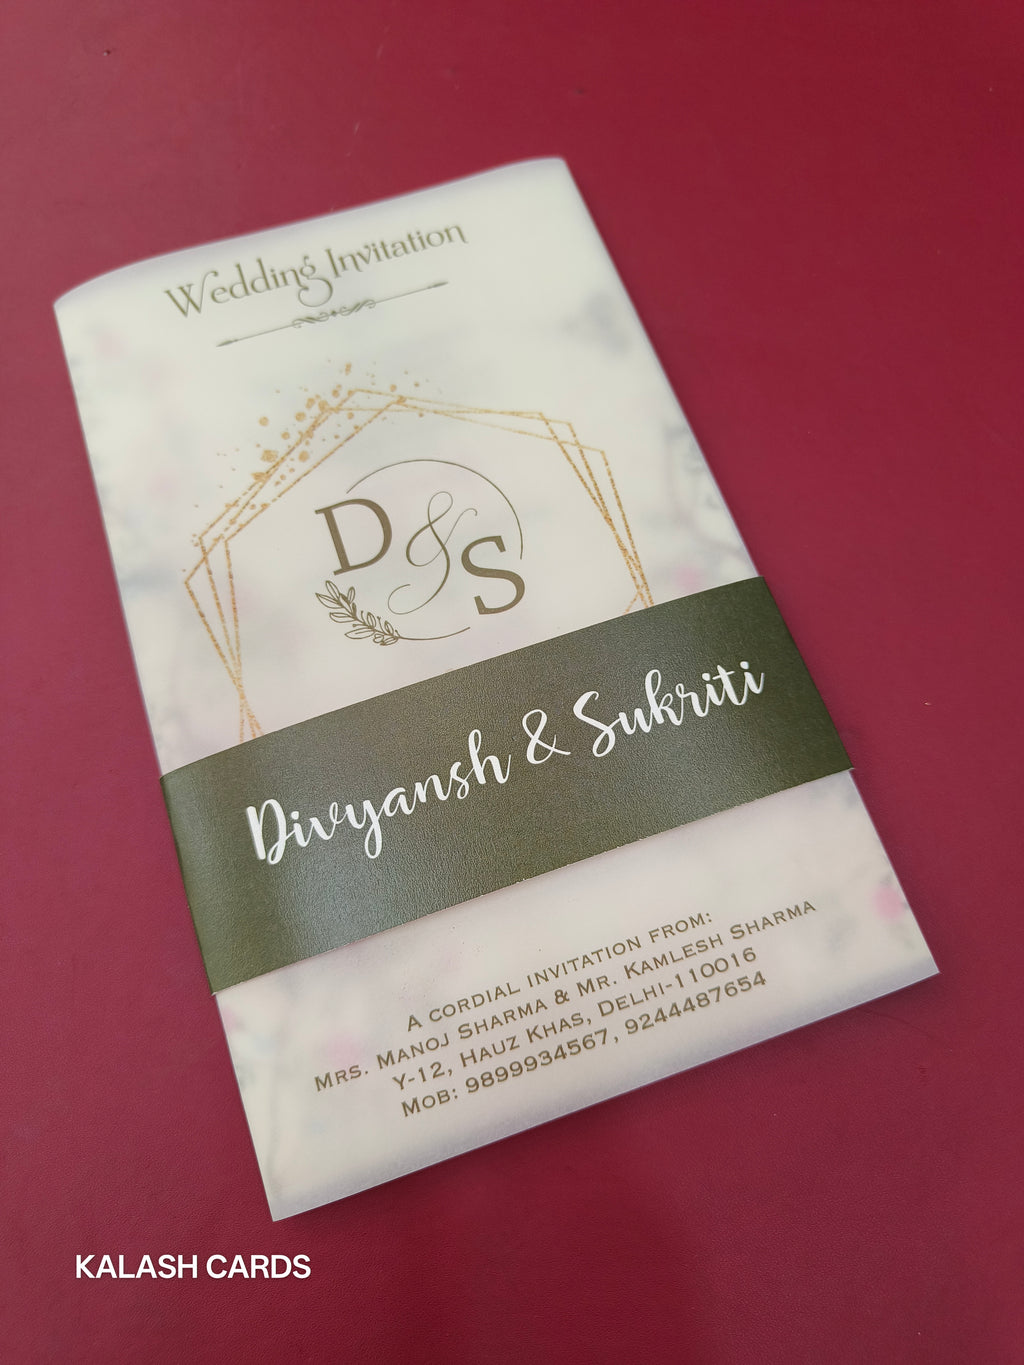 Wedding Invitation
D & S
Divyansh & Sukriti
A CORDIAL INVITATION FROM:
MRS. MANOJ SHARMA & MR. KAMLESH SHARMA
Y-12, HAUZ KHAS, DELHI-110016
MOB: 9899934567, 9244487654
KALASH CARDS